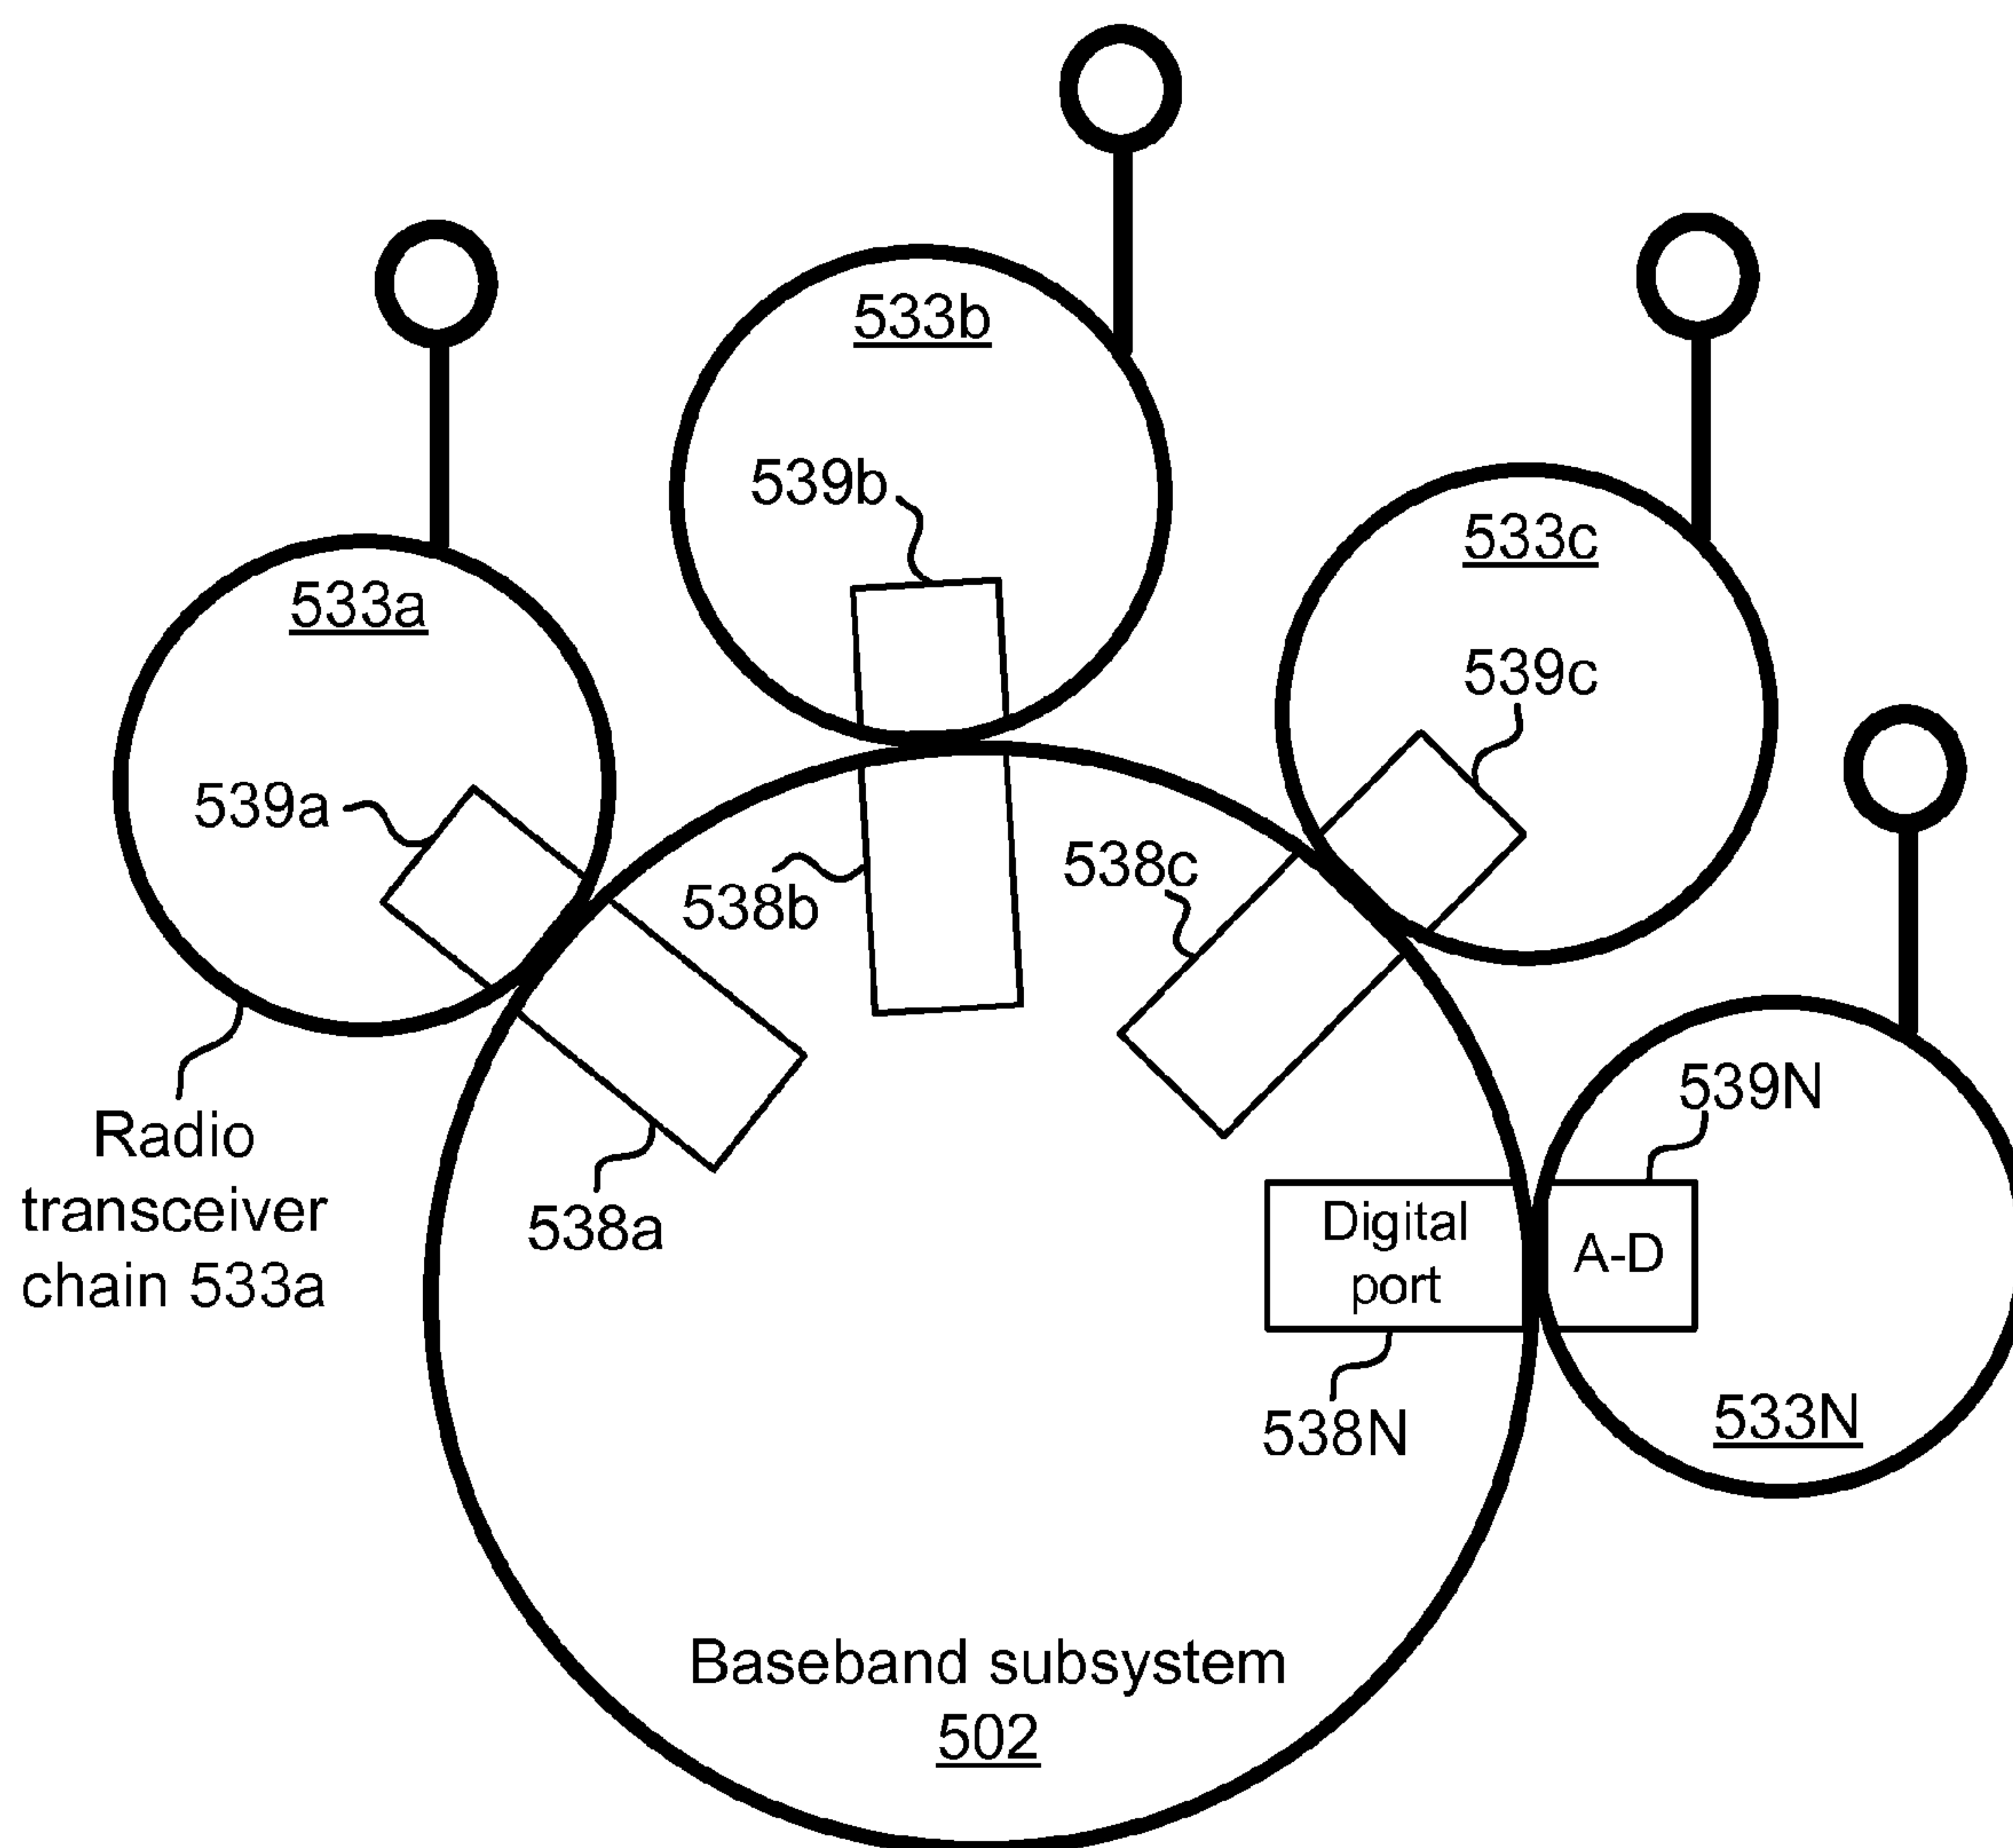 533b
539b
533c
533a
539c
539a
538c
538b
539N
Radio
transceiver
chain 533a
538a
Digital
port
A-D
533N
538N
Baseband subsystem
502